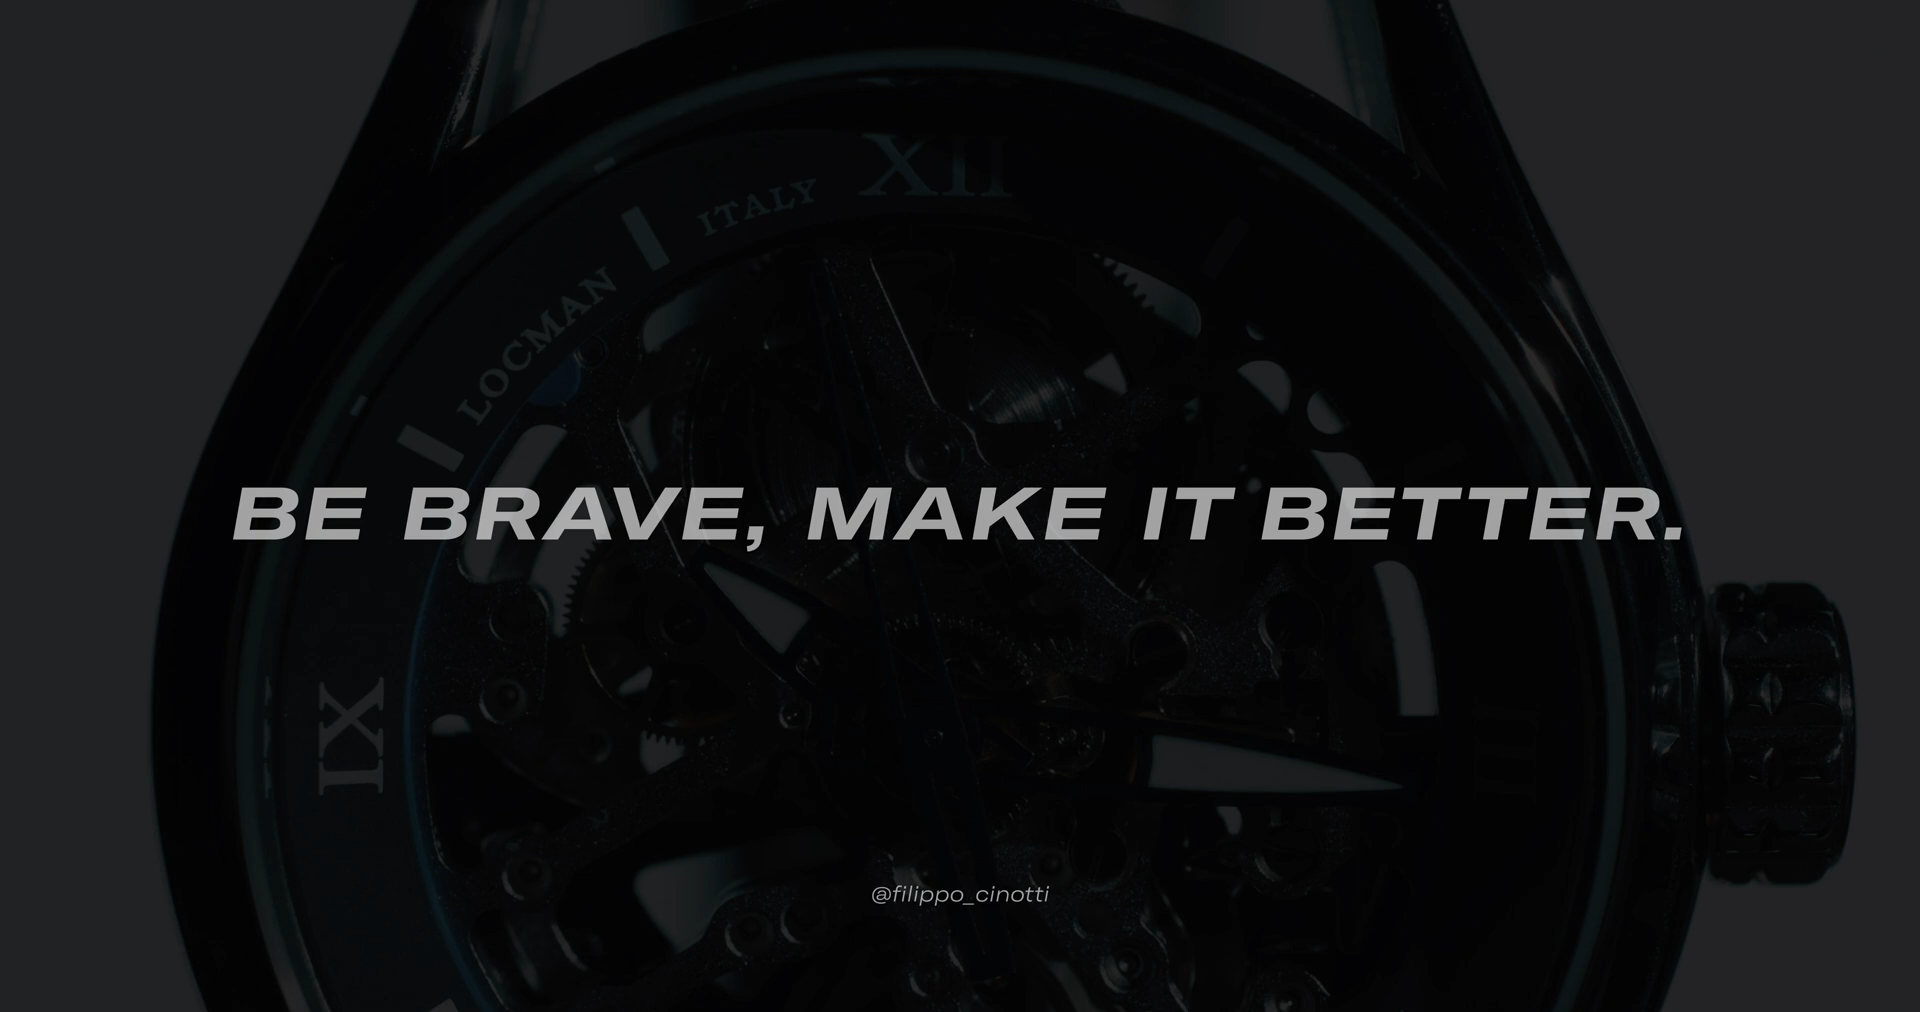 XII
ITALY
LOCMAN
BE BRAVE, MAKE IT BETTER.
IX
@filippo_cinotti